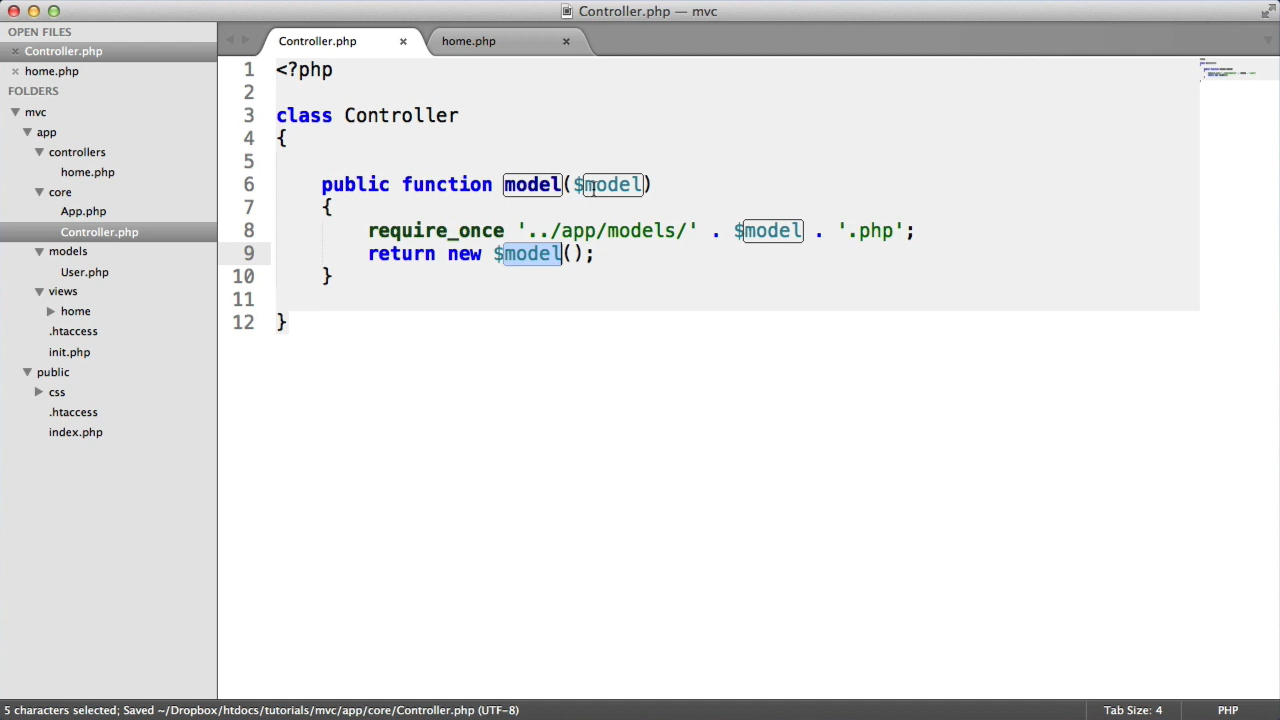 Controller.php — mvc
OPEN FILES
Controller.php
home.php
FOLDERS
mvc
app
controllers
home.php
core
App.php
Controller.php
models
User.php
views
home
.htaccess
init.php
public
css
.htaccess
index.php
Controller.php
home.php
1 <?php
2
3 class Controller
4 {
5
6 public function model($model)
7 {
8 require_once '../app/models/' . $model . '.php';
9 return new $model();
10 }
11
12 }
5 characters selected; Saved ~/Dropbox/htdocs/tutorials/mvc/app/core/Controller.php (UTF-8)
Tab Size: 4
PHP